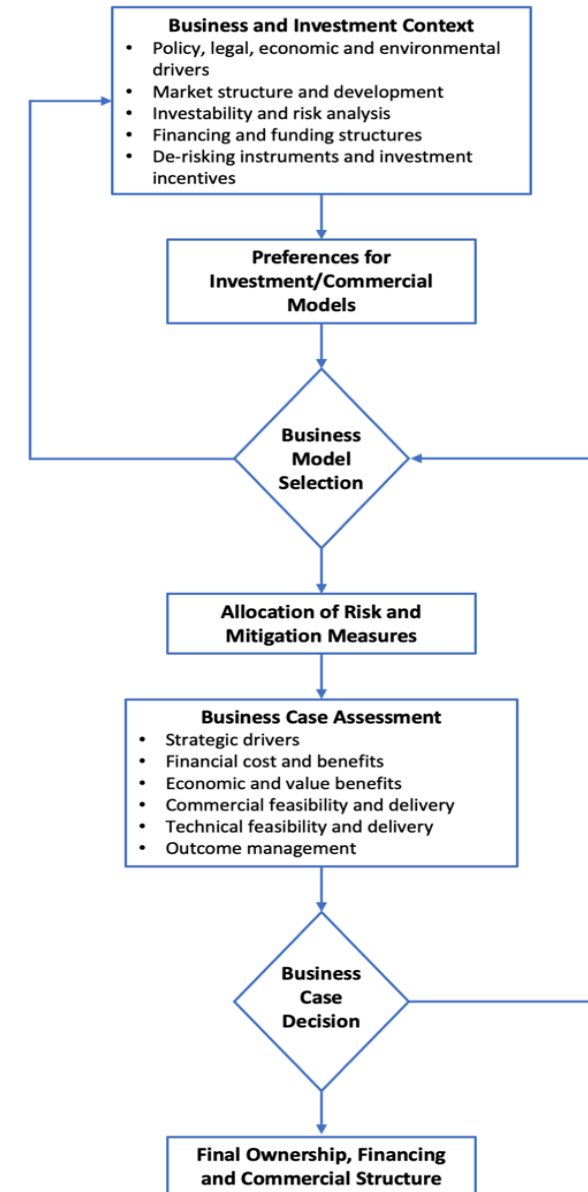 Business and Investment Context
• Policy, legal, economic and environmental
drivers
• Market structure and development
• Investability and risk analysis
• Financing and funding structures
• De-risking instruments and investment
incentives
Preferences for
Investment/Commercial
Models
Business
Model
Selection
Allocation of Risk and
Mitigation Measures
Business Case Assessment
• Strategic drivers
• Financial cost and benefits
• Economic and value benefits
• Commercial feasibility and delivery
• Technical feasibility and delivery
• Outcome management
Business
Case
Decision
Final Ownership, Financing
and Commercial Structure